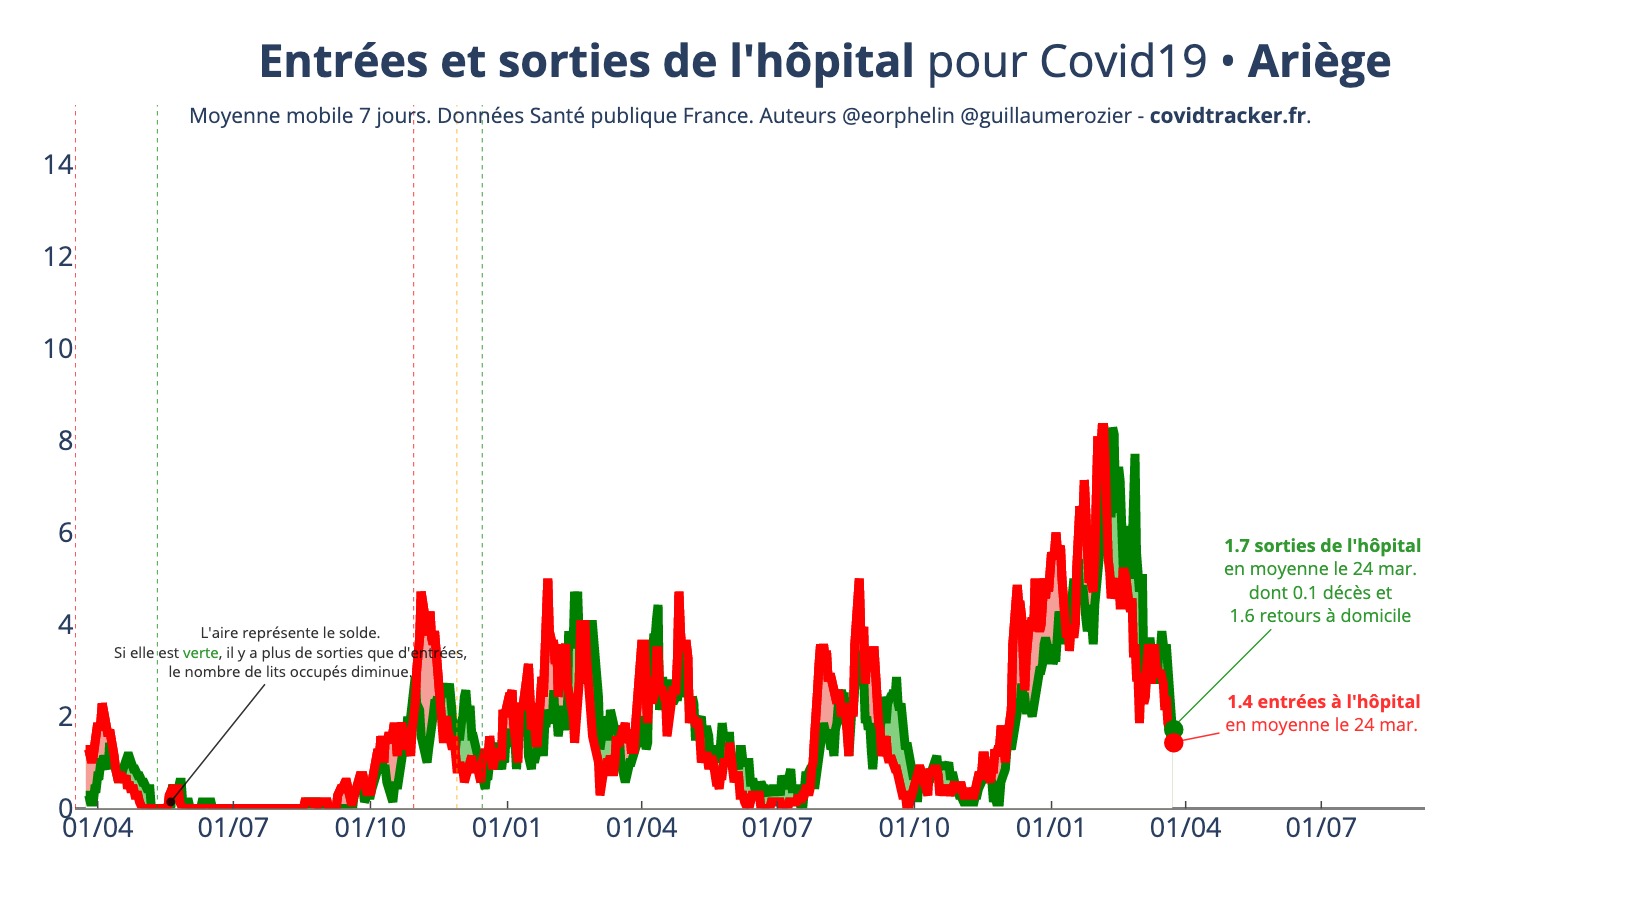 Entrées et sorties de l'hôpital pour Covid19 • Ariège
Moyenne mobile 7 jours. Données Santé publique France. Auteurs @eorphelin @guillaumerozier - covidtracker.fr.
14
12
10
8
6
4
2
0
L'aire représente le solde.
Si elle est verte, il y a plus de sorties que d'entrées,
le nombre de lits occupés diminue.
1.7 sorties de l'hôpital
en moyenne le 24 mar.
dont 0.1 décès et
1.6 retours à domicile
1.4 entrées à l'hôpital
en moyenne le 24 mar.
01/04 01/07 01/10 01/01 01/04 01/07 01/10 01/01 01/04 01/07